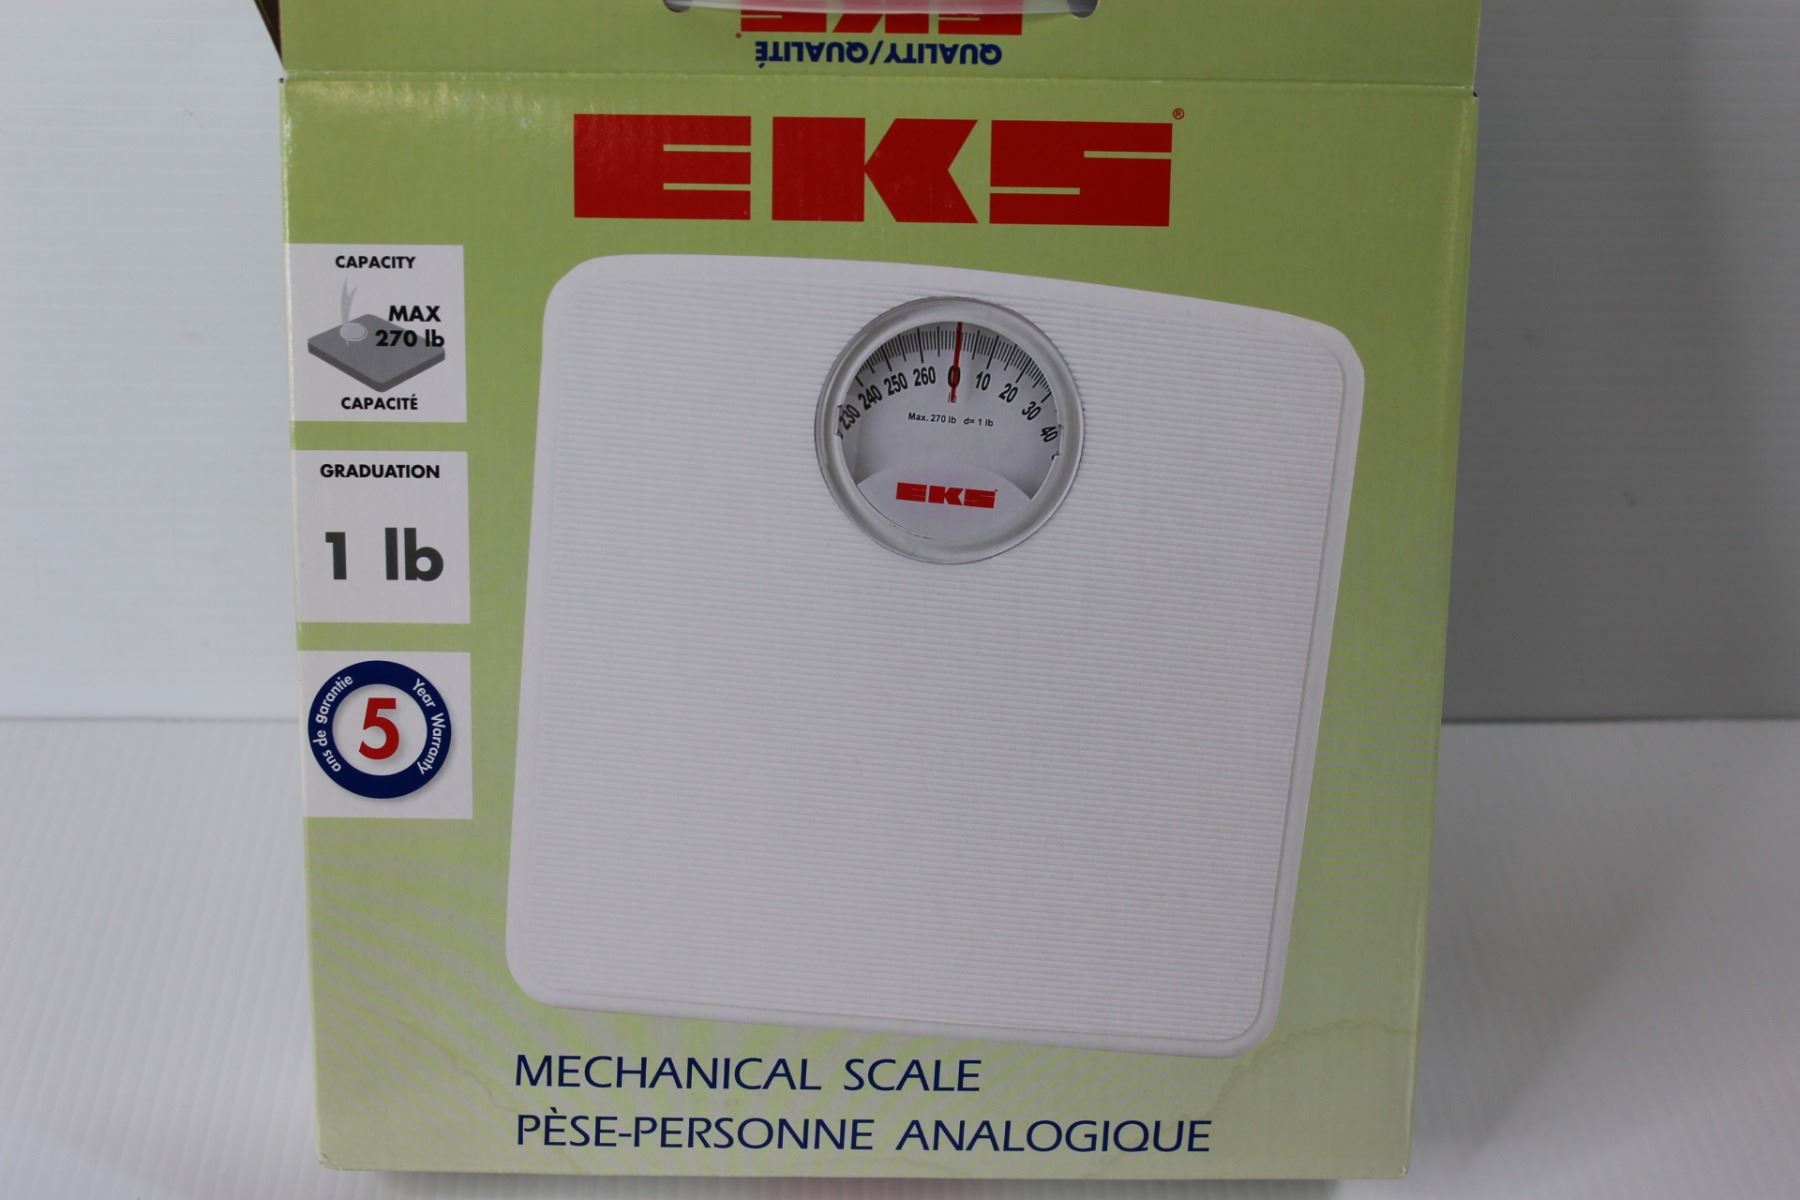 EKS
QUALITY/QUALITÉ
EKS®
CAPACITY
MAX
270 lb
CAPACITÉ
GRADUATION
1 lb
5
Year Warranty
ans de garantie
230 240 250 260 0 10 20 30 40
Max. 270 lb d= 1 lb
EKS
MECHANICAL SCALE
PÈSE-PERSONNE ANALOGIQUE